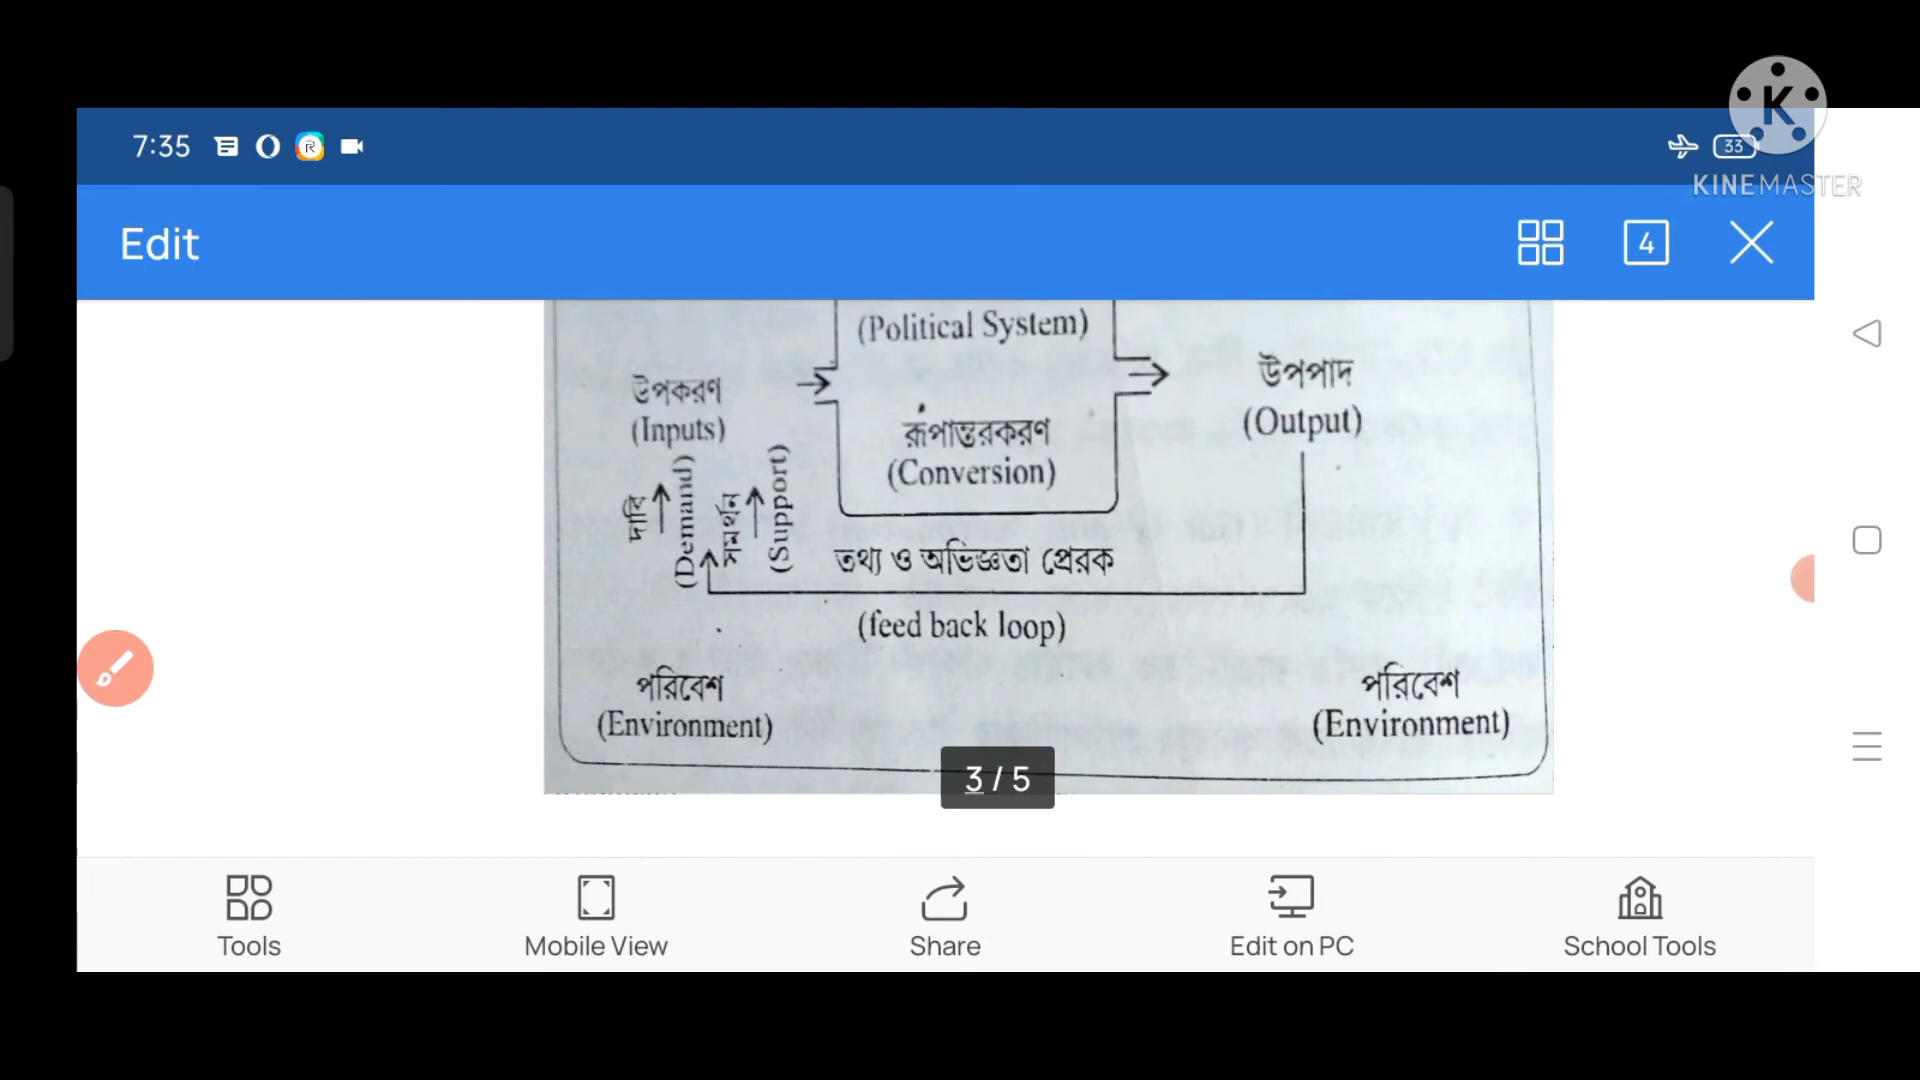 7:35
33
KINEMASTER
Edit
4
(Political System)
উপকরণ
(Inputs)
উপপাদ
(Output)
রূপান্তরকরণ
(Conversion)
দাবি
(Demand)
সমর্থন
(Support)
তথ্য ও অভিজ্ঞতা প্রেরক
(feed back loop)
পরিবেশ
(Environment)
পরিবেশ
(Environment)
3 / 5
Tools
Mobile View
Share
Edit on PC
School Tools